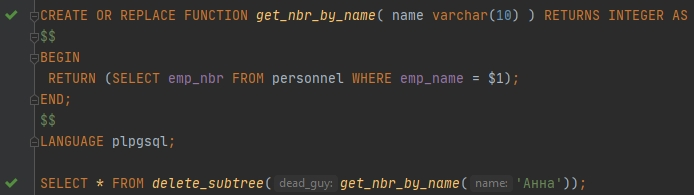 CREATE OR REPLACE FUNCTION get_nbr_by_name( name varchar(10) ) RETURNS INTEGER AS
$$
BEGIN
RETURN (SELECT emp_nbr FROM personnel WHERE emp_name = $1);
END;
$$
LANGUAGE plpgsql;
SELECT * FROM delete_subtree( dead_guy: get_nbr_by_name( name: 'Анна'));